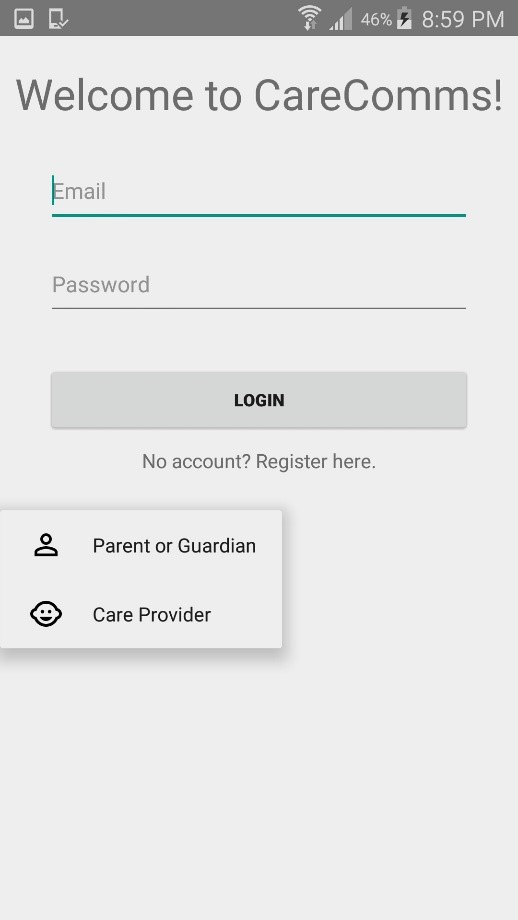 46% 8:59 PM
Welcome to CareComms!
Email
Password
LOGIN
No account? Register here.
Parent or Guardian
Care Provider